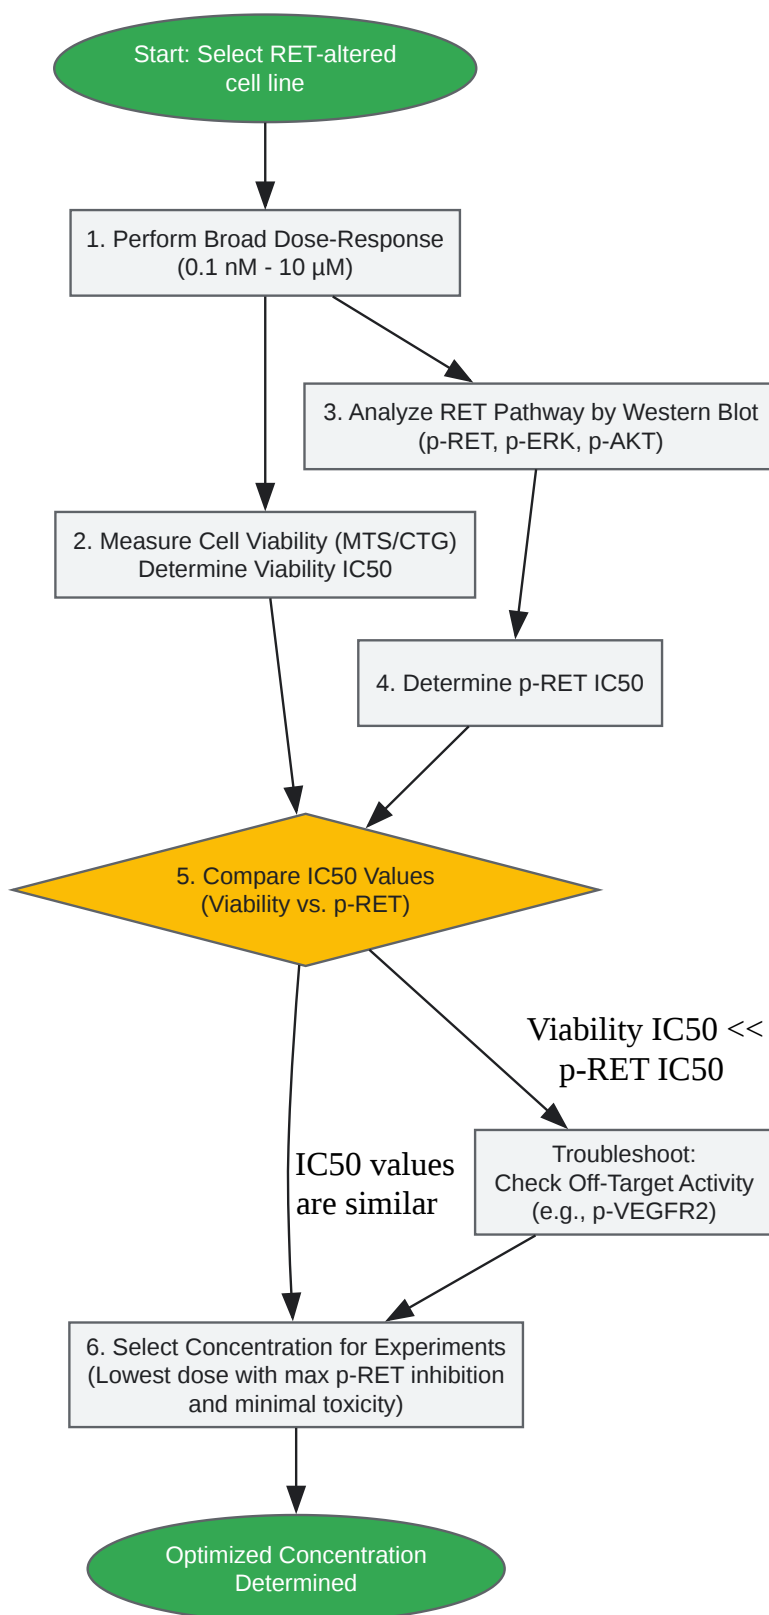 Start: Select RET-altered
cell line
1. Perform Broad Dose-Response
(0.1 nM - 10 µM)
3. Analyze RET Pathway by Western Blot
(p-RET, p-ERK, p-AKT)
2. Measure Cell Viability (MTS/CTG)
Determine Viability IC50
4. Determine p-RET IC50
5. Compare IC50 Values
(Viability vs. p-RET)
Viability IC50 <<
p-RET IC50
IC50 values
are similar
Troubleshoot:
Check Off-Target Activity
(e.g., p-VEGFR2)
6. Select Concentration for Experiments
(Lowest dose with max p-RET inhibition
and minimal toxicity)
Optimized Concentration
Determined